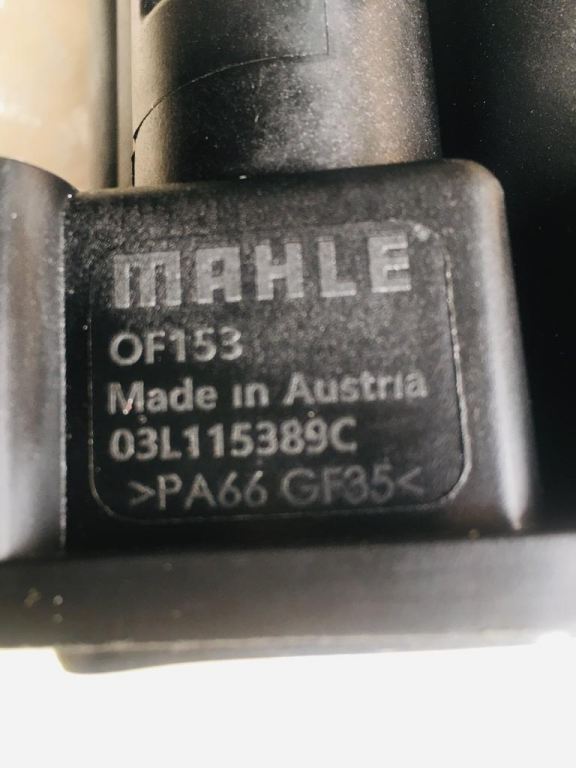 MAHLE
OF153
Made in Austria
03L115389C
>PA66 GF35<